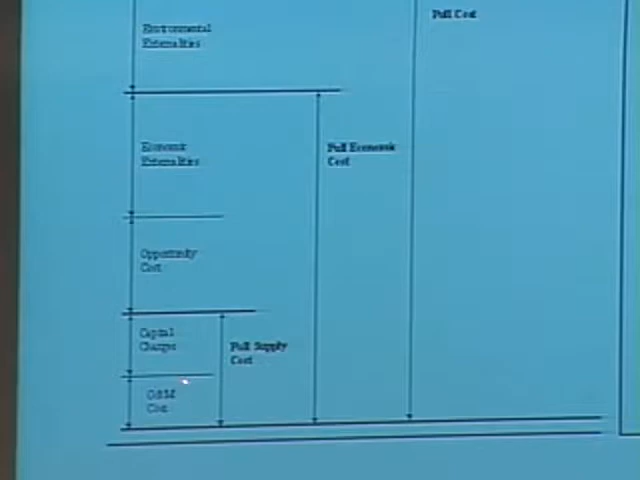 Full Cost
Environmental
Externalities
Economic
Externalities
Full Economic
Cost
Opportunity
Cost
Capital
Charges
Full Supply
Cost
O&M
Cost